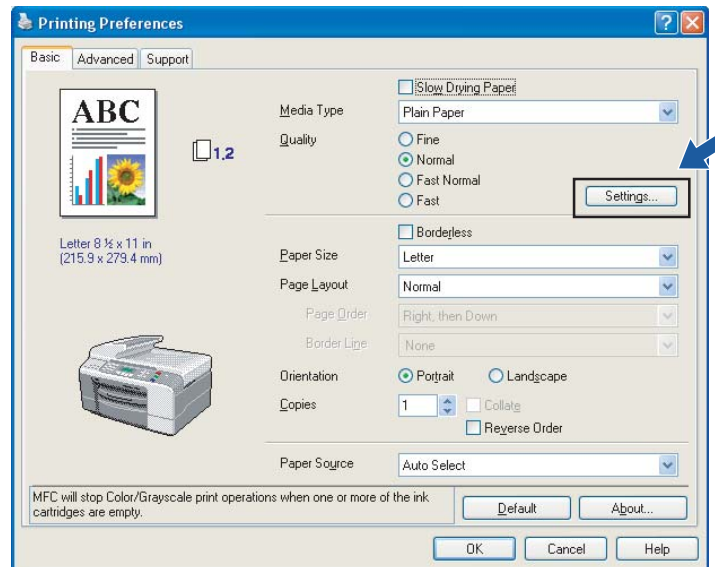 Printing Preferences
Basic Advanced Support
ABC
1.2
Letter 8 ½ x 11 in
(215.9 x 279.4 mm)
Slow Drying Paper
Media Type Plain Paper
Quality Fine
Normal
Fast Normal
Fast
Settings...
Borderless
Paper Size Letter
Page Layout Normal
Page Order Right, then Down
Border Line None
Orientation Portrait Landscape
Copies 1 Collate
Reverse Order
Paper Source Auto Select
MFC will stop Color/Grayscale print operations when one or more of the ink
cartridges are empty.
Default About...
OK Cancel Help